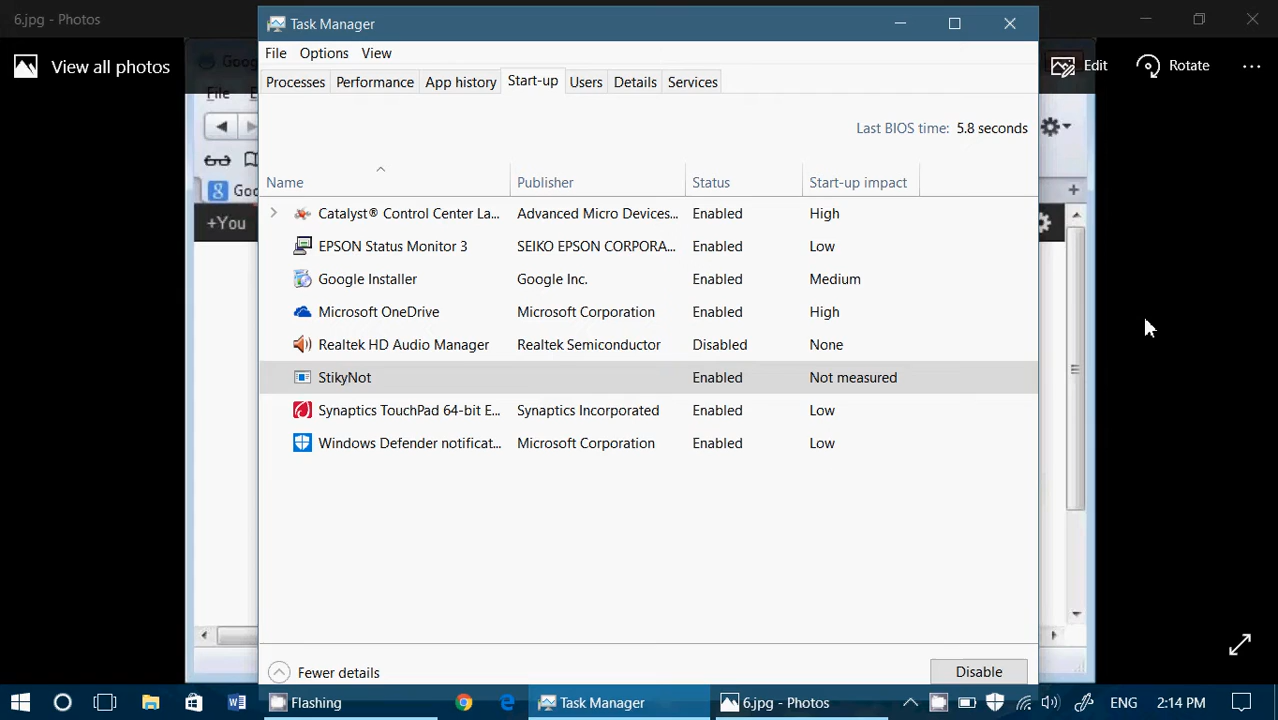 6.jpg - Photos
Task Manager
View all photos
File Options View
Edit Rotate
Processes Performance App history Start-up Users Details Services
File
Last BIOS time: 5.8 seconds
Name Publisher Status Start-up impact
Goo
+You
Catalyst® Control Center La... Advanced Micro Devices... Enabled High
EPSON Status Monitor 3 SEIKO EPSON CORPORA... Enabled Low
Google Installer Google Inc. Enabled Medium
Microsoft OneDrive Microsoft Corporation Enabled High
Realtek HD Audio Manager Realtek Semiconductor Disabled None
StikyNot Enabled Not measured
Synaptics TouchPad 64-bit E... Synaptics Incorporated Enabled Low
Windows Defender notificat... Microsoft Corporation Enabled Low
Fewer details Disable
Flashing Task Manager 6.jpg - Photos ENG 2:14 PM